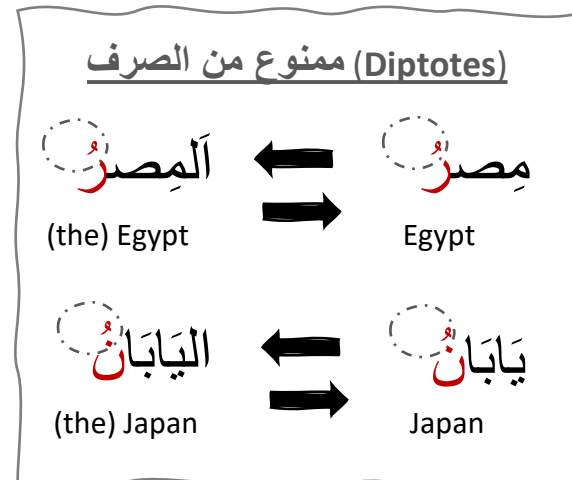 ممنوع من الصرف (Diptotes)
مِصرُ اَلمِصرُ
Egypt (the) Egypt
يَابَانُ اليَابَانُ
Japan (the) Japan